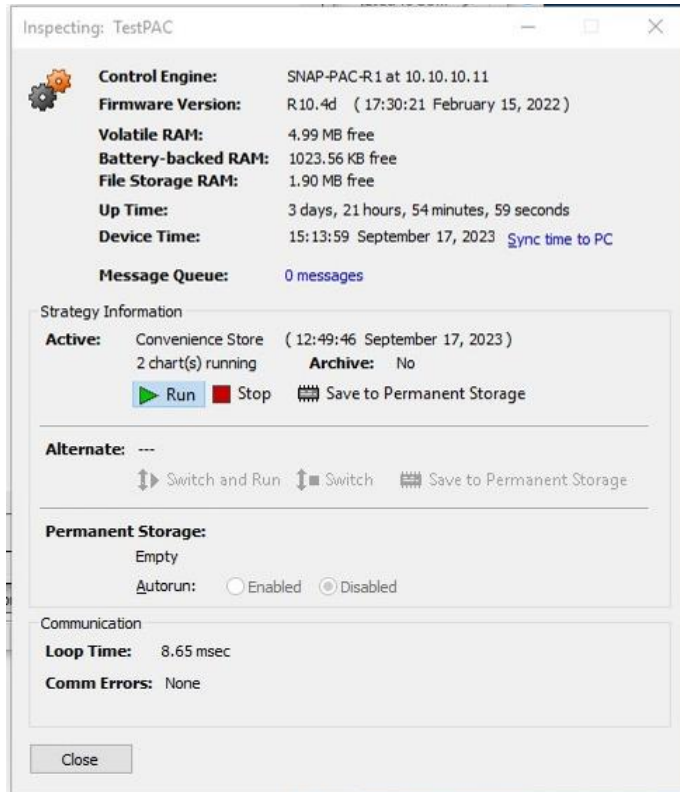 Inspecting: TestPAC
Control Engine: SNAP-PAC-R1 at 10.10.10.11
Firmware Version: R10.4d ( 17:30:21 February 15, 2022 )
Volatile RAM: 4.99 MB free
Battery-backed RAM: 1023.56 KB free
File Storage RAM: 1.90 MB free
Up Time: 3 days, 21 hours, 54 minutes, 59 seconds
Device Time: 15:13:59 September 17, 2023 Sync time to PC
Message Queue: 0 messages
Strategy Information
Active: Convenience Store ( 12:49:46 September 17, 2023 )
2 chart(s) running Archive: No
Run Stop Save to Permanent Storage
Alternate: ---
Switch and Run Switch Save to Permanent Storage
Permanent Storage:
Empty
Autorun: Enabled Disabled
Communication
Loop Time: 8.65 msec
Comm Errors: None
Close